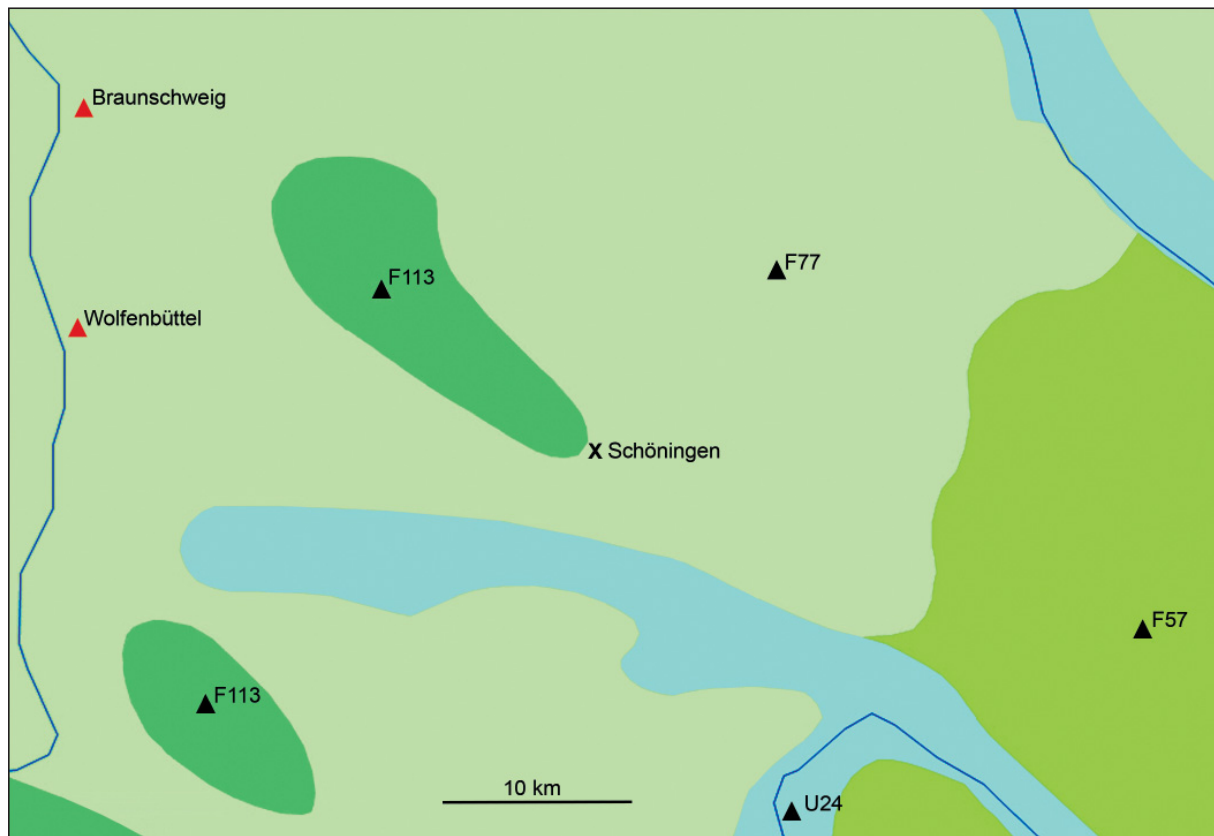 Braunschweig
F77
F113
Wolfenbüttel
X Schöningen
F57
F113
10 km
U24